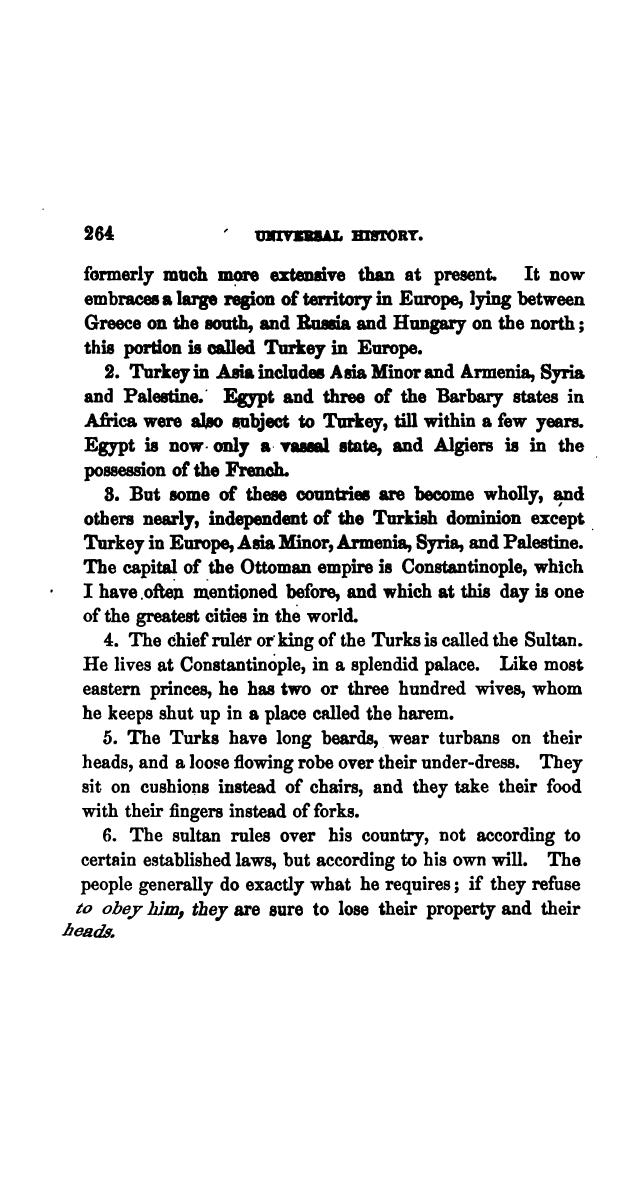 264 UNIVERSAL HISTORY.
formerly much more extensive than at present. It now
embraces a large region of territory in Europe, lying between
Greece on the south, and Russia and Hungary on the north;
this portion is called Turkey in Europe.
2. Turkey in Asia includes Asia Minor and Armenia, Syria
and Palestine. Egypt and three of the Barbary states in
Africa were also subject to Turkey, till within a few years.
Egypt is now only a vassal state, and Algiers is in the
possession of the French.
3. But some of these countries are become wholly, and
others nearly, independent of the Turkish dominion except
Turkey in Europe, Asia Minor, Armenia, Syria, and Palestine.
The capital of the Ottoman empire is Constantinople, which
I have often mentioned before, and which at this day is one
of the greatest cities in the world.
4. The chief ruler or king of the Turks is called the Sultan.
He lives at Constantinople, in a splendid palace. Like most
eastern princes, he has two or three hundred wives, whom
he keeps shut up in a place called the harem.
5. The Turks have long beards, wear turbans on their
heads, and a loose flowing robe over their under-dress. They
sit on cushions instead of chairs, and they take their food
with their fingers instead of forks.
6. The sultan rules over his country, not according to
certain established laws, but according to his own will. The
people generally do exactly what he requires; if they refuse
to obey him, they are sure to lose their property and their
heads.